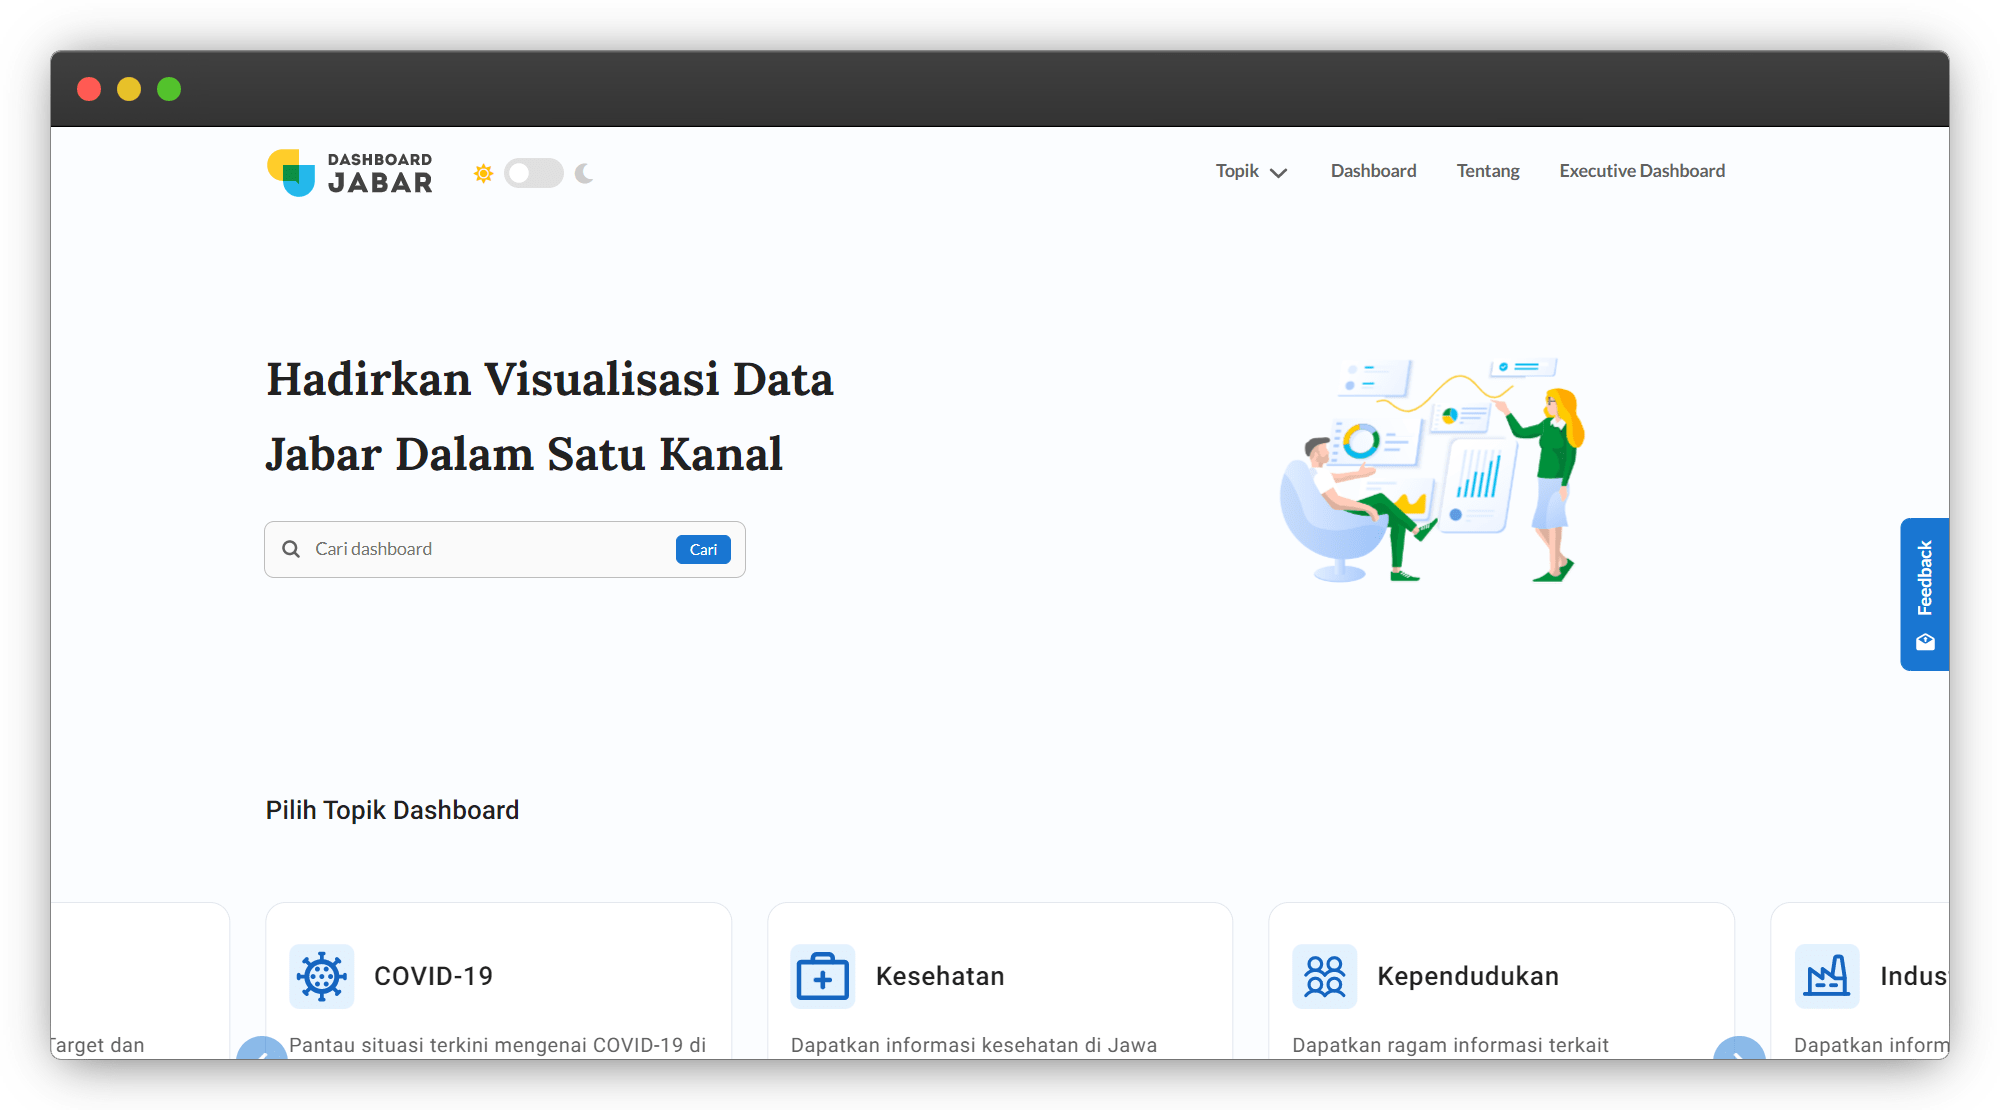 DASHBOARD
JABAR
Topik
Dashboard
Tentang
Executive Dashboard
Hadirkan Visualisasi Data
Jabar Dalam Satu Kanal
Cari dashboard
Cari
Feedback
Pilih Topik Dashboard
COVID-19
Kesehatan
Kependudukan
Indus
Target dan
Pantau situasi terkini mengenai COVID-19 di
Dapatkan informasi kesehatan di Jawa
Dapatkan ragam informasi terkait
Dapatkan inform